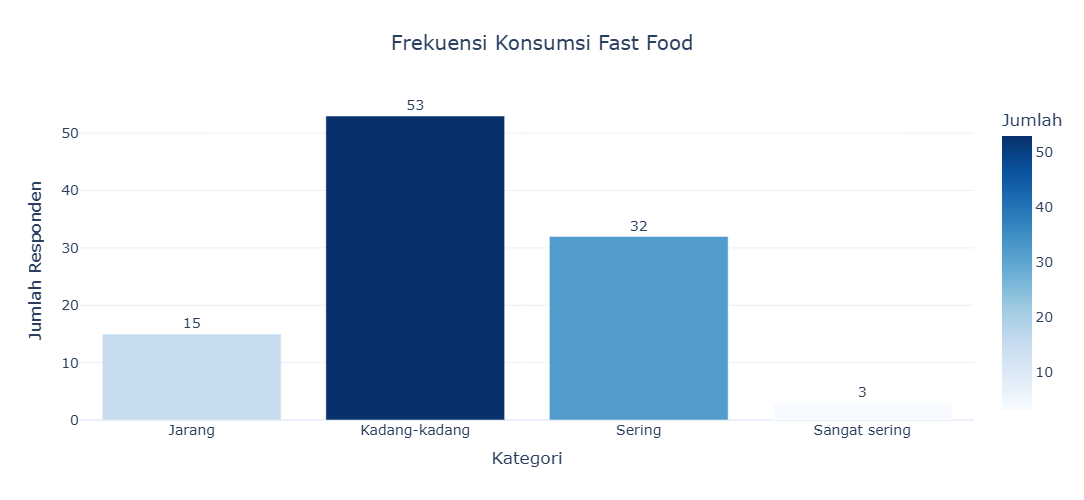 Frekuensi Konsumsi Fast Food
53
32
15
3
50
40
30
20
10
0
Jumlah Responden
Jarang
Kadang-kadang
Sering
Sangat sering
Kategori
Jumlah
50
40
30
20
10